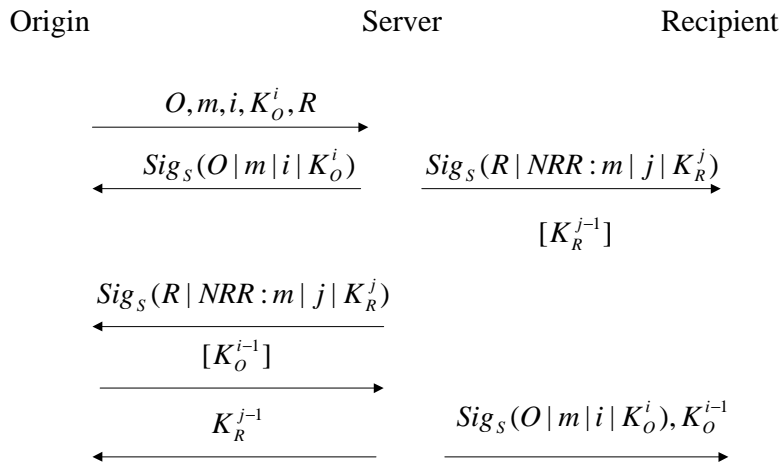 Origin Server Recipient
O, m, i, K_O^i, R
Sig_S(O | m | i | K_O^i) Sig_S(R | NRR : m | j | K_R^j)
[K_R^{j-1}]
Sig_S(R | NRR : m | j | K_R^j)
[K_O^{i-1}]
K_R^{j-1} Sig_S(O | m | i | K_O^i), K_O^{i-1}